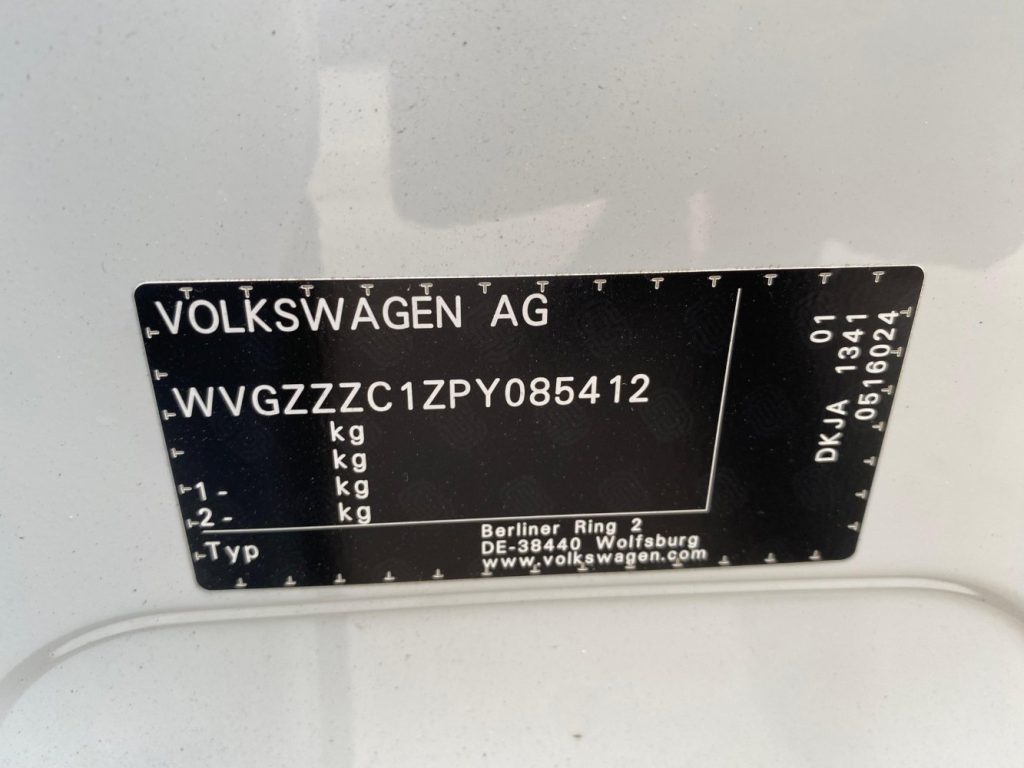 VOLKSWAGEN AG
WVGZZZC1ZPY085412
kg
kg
1- kg
2- kg
Typ
Berliner Ring 2
DE-38440 Wolfsburg
www.volkswagen.com
01
DKJA 1341
0516024